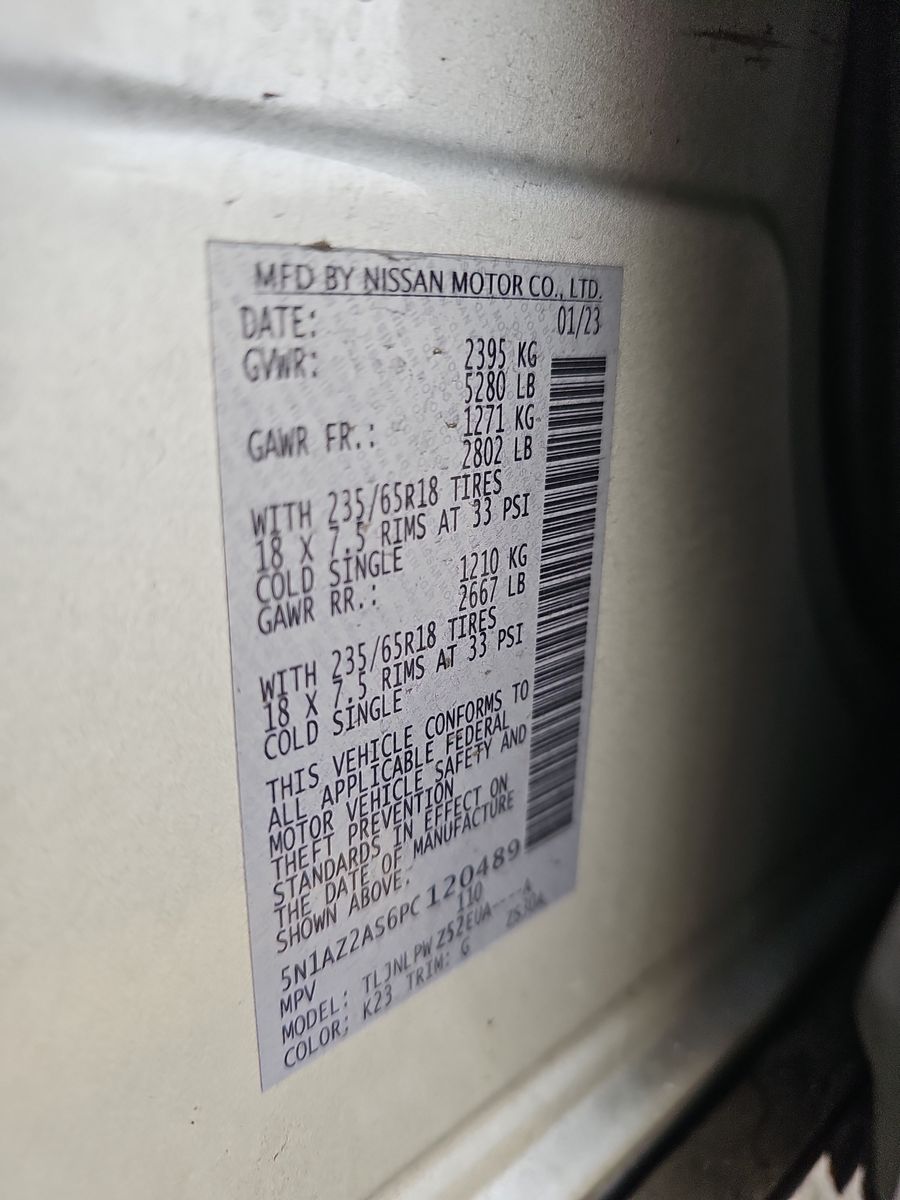 MFD BY NISSAN MOTOR CO., LTD.
DATE: 01/23
GVWR: 2395 KG
5280 LB
GAWR FR.: 1271 KG
2802 LB
WITH 235/65R18 TIRES
18 X 7.5 RIMS AT 33 PSI
COLD SINGLE
GAWR RR.: 1210 KG
2667 LB
WITH 235/65R18 TIRES
18 X 7.5 RIMS AT 33 PSI
COLD SINGLE
THIS VEHICLE CONFORMS TO
ALL APPLICABLE FEDERAL
MOTOR VEHICLE SAFETY AND
THEFT PREVENTION
STANDARDS IN EFFECT ON
THE DATE OF MANUFACTURE
SHOWN ABOVE.
5N1AZ2AS6PC120489
MPV 110
MODEL: TLJNLPWZ52EUA-----A
COLOR: K23 TRIM: G Z530A